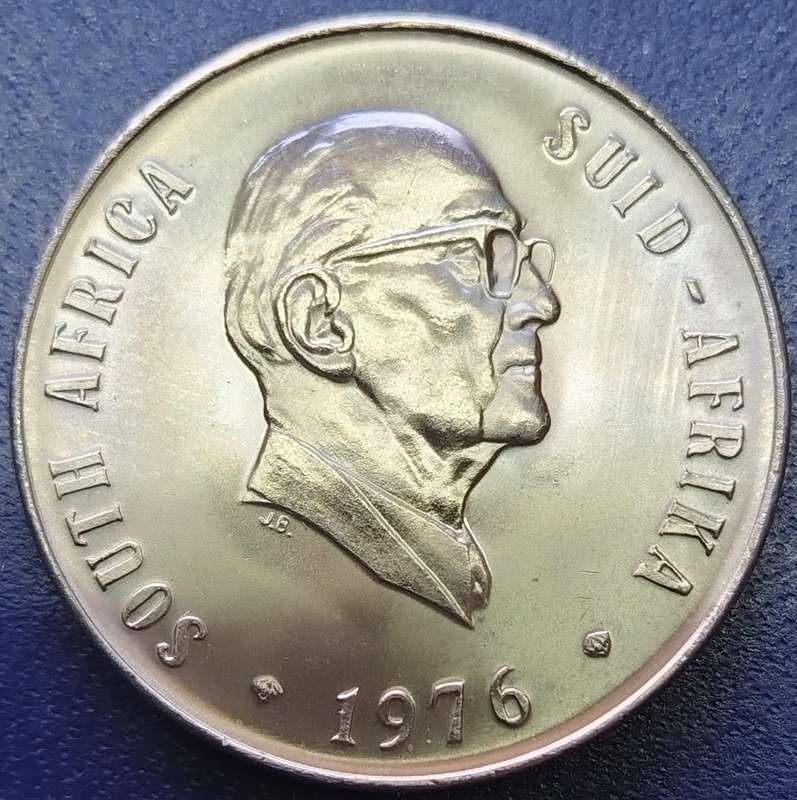 SOUTH AFRICA
SUID-AFRIKA
J.B.
1976